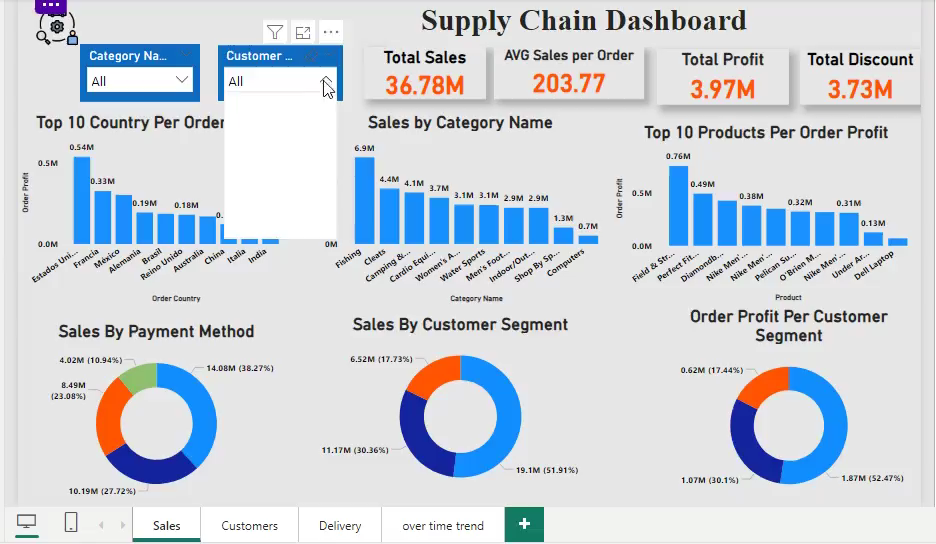 Supply Chain Dashboard
Category Na...
All
Customer ...
All
Total Sales
36.78M
AVG Sales per Order
203.77
Total Profit
3.97M
Total Discount
3.73M
Top 10 Country Per Order
Order Profit
0.5M
0.0M
0.54M
0.33M
0.19M
0.18M
0.
Estados Uni...
Francia
México
Alemania
Brasil
Reino Unido
Australia
China
Italia
India
Order Country
Sales by Category Name
0M
6.9M
4.4M
4.1M
3.7M
3.1M
3.1M
2.9M
2.9M
1.3M
0.7M
Fishing
Cleats
Camping &...
Cardio Equi...
Women's A...
Water Sports
Men's Foot...
Indoor/Out...
Shop By Sp...
Computers
Category Name
Top 10 Products Per Order Profit
Order Profit
0.5M
0.0M
0.76M
0.49M
0.38M
0.32M
0.31M
0.13M
Field & Str...
Perfect Fit...
Diamondb...
Nike Men'...
Nike Men'...
Pelican Su...
O'Brien M...
Nike Men'...
Under Ar...
Dell Laptop
Product
Sales By Payment Method
4.02M (10.94%)
14.08M (38.27%)
8.49M
(23.08%)
10.19M (27.72%)
Sales By Customer Segment
6.52M (17.73%)
11.17M (30.36%)
19.1M (51.91%)
Order Profit Per Customer
Segment
0.62M (17.44%)
1.07M (30.1%)
1.87M (52.47%)
Sales
Customers
Delivery
over time trend